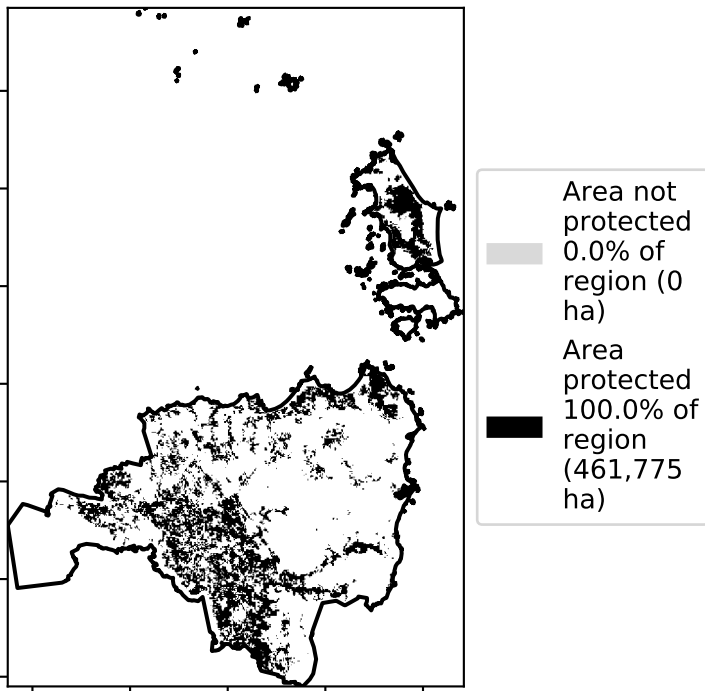 Area not
protected
0.0% of
region (0
ha)
Area
protected
100.0% of
region
(461,775
ha)